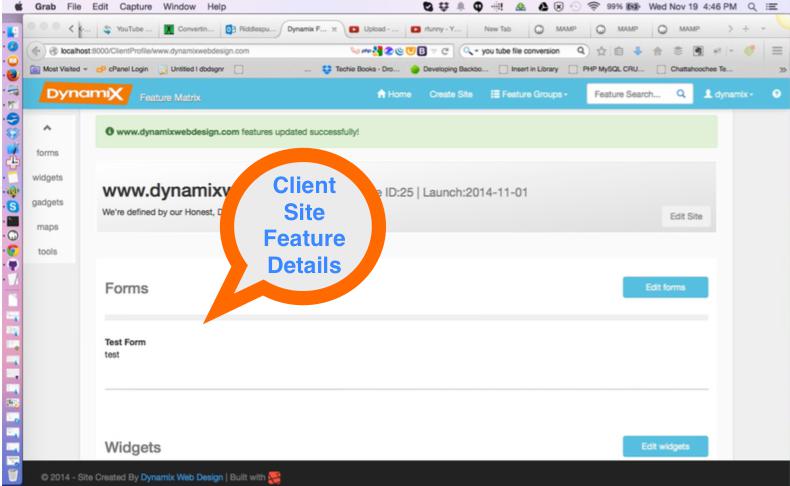 Grab File Edit Capture Window Help 99% Wed Nov 19 4:46 PM
YouTube ... Convertin... Riddlespu... Dynamix F... Upload - ... rfunny - Y... New Tab MAMP MAMP MAMP
localhost:8000/ClientProfile/www.dynamixwebdesign.com you tube file conversion
Most Visited cPanel Login Untitled I dbdsgnr ... Techie Books - Dro... Developing Backbo... Insert in Library PHP MySQL CRU... Chattahoochee Te...
DynamiX Feature Matrix Home Create Site Feature Groups Feature Search... dynamix
www.dynamixwebdesign.com features updated successfully!
forms
widgets
gadgets
maps
tools
www.dynamixw
ID:25 | Launch:2014-11-01
We're defined by our Honest, D
Edit Site
Client
Site
Feature
Details
Forms
Edit forms
Test Form
test
Widgets
Edit widgets
© 2014 - Site Created By Dynamix Web Design | Built with